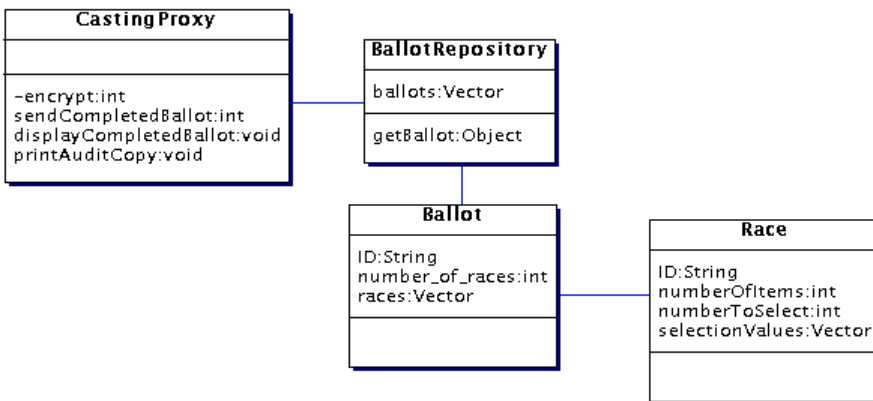 CastingProxy
-encrypt:int
sendCompletedBallot:int
displayCompletedBallot:void
printAuditCopy:void
BallotRepository
ballots:Vector
getBallot:Object
Ballot
ID:String
number_of_races:int
races:Vector
Race
ID:String
numberOfItems:int
numberToSelect:int
selectionValues:Vector